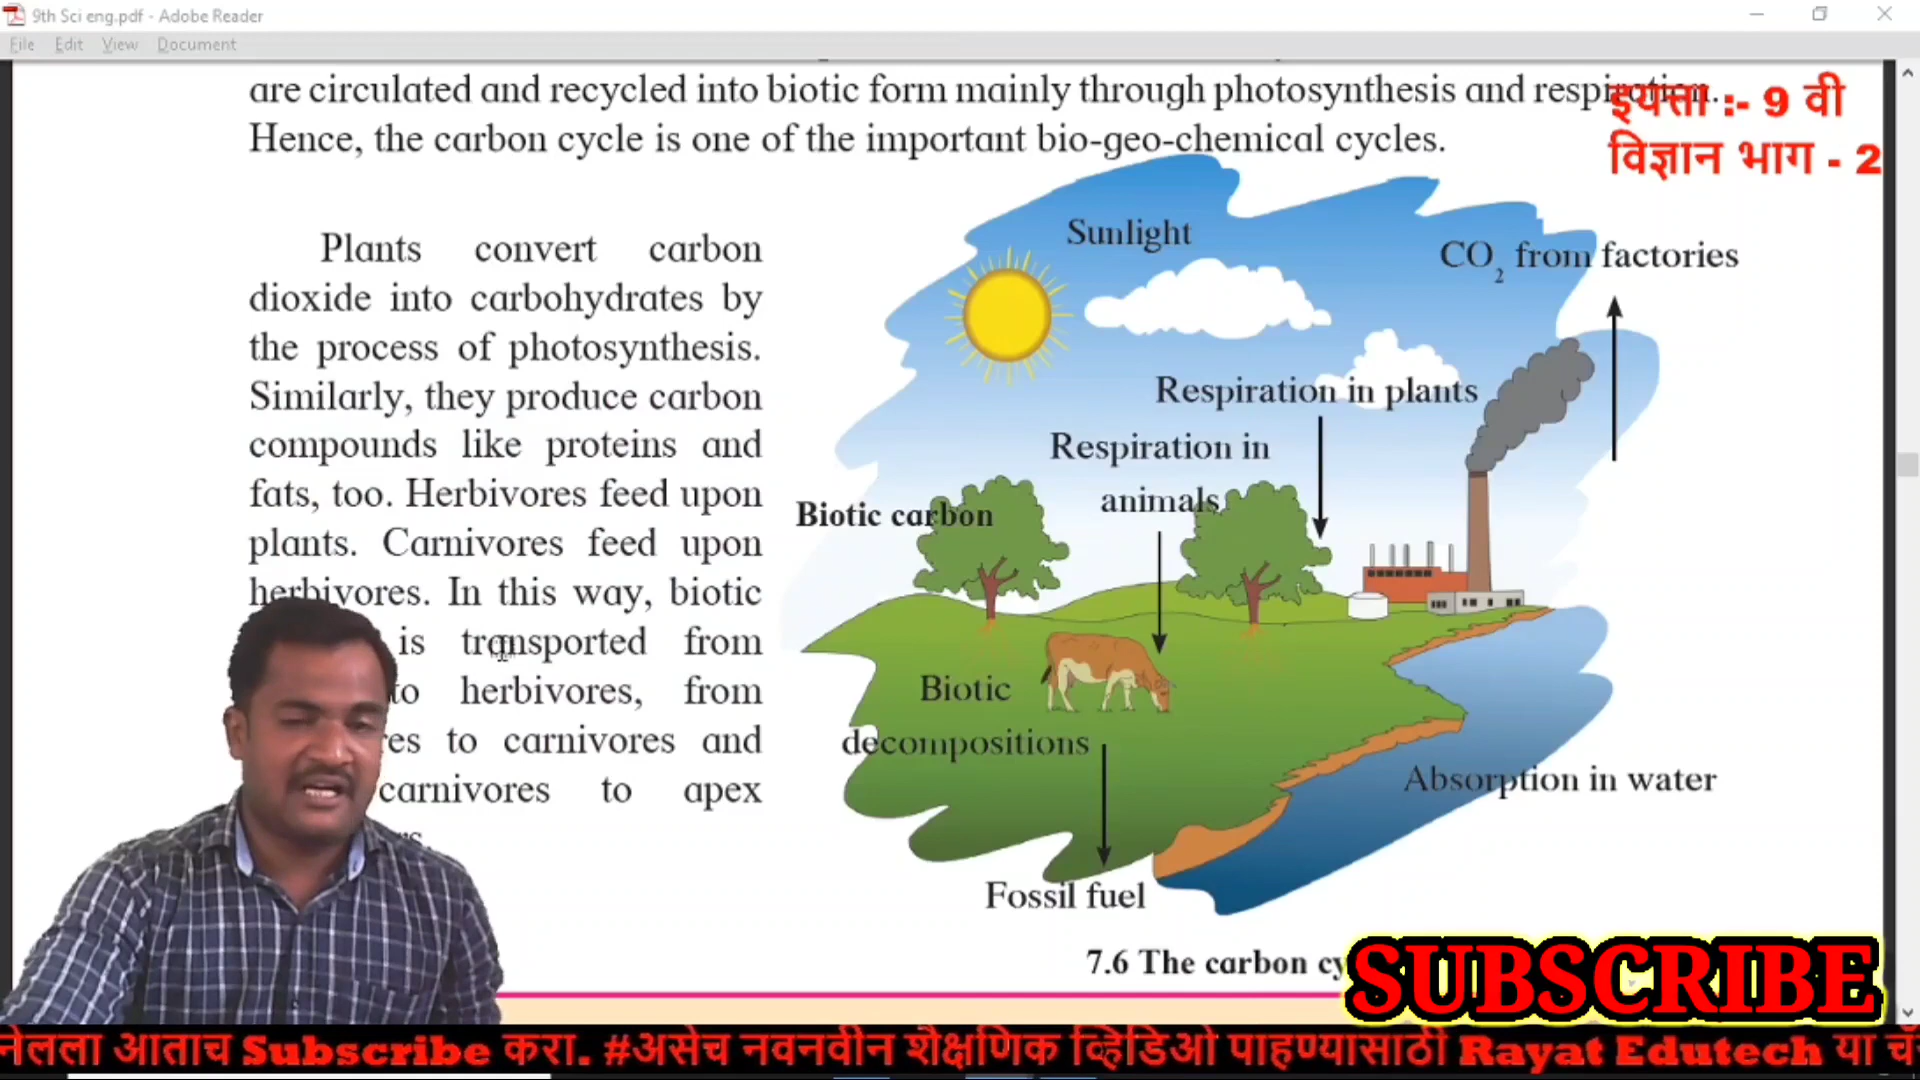 9th Sci eng.pdf - Adobe Reader
File Edit View Document
are circulated and recycled into biotic form mainly through photosynthesis and respiration.
Hence, the carbon cycle is one of the important bio-geo-chemical cycles.
इयत्ता :- 9 वी
विज्ञान भाग - 2
Plants convert carbon
dioxide into carbohydrates by
the process of photosynthesis.
Similarly, they produce carbon
compounds like proteins and
fats, too. Herbivores feed upon
plants. Carnivores feed upon
herbivores. In this way, biotic
is transported from
to herbivores, from
to carnivores and
carnivores to apex
Sunlight
CO₂ from factories
Respiration in plants
Respiration in
animals
Biotic carbon
Biotic
decompositions
Absorption in water
Fossil fuel
7.6 The carbon
SUBSCRIBE
आताच Subscribe करा. #असेच नवनवीन शैक्षणिक व्हिडिओ पाहण्यासाठी Rayat Edutech या